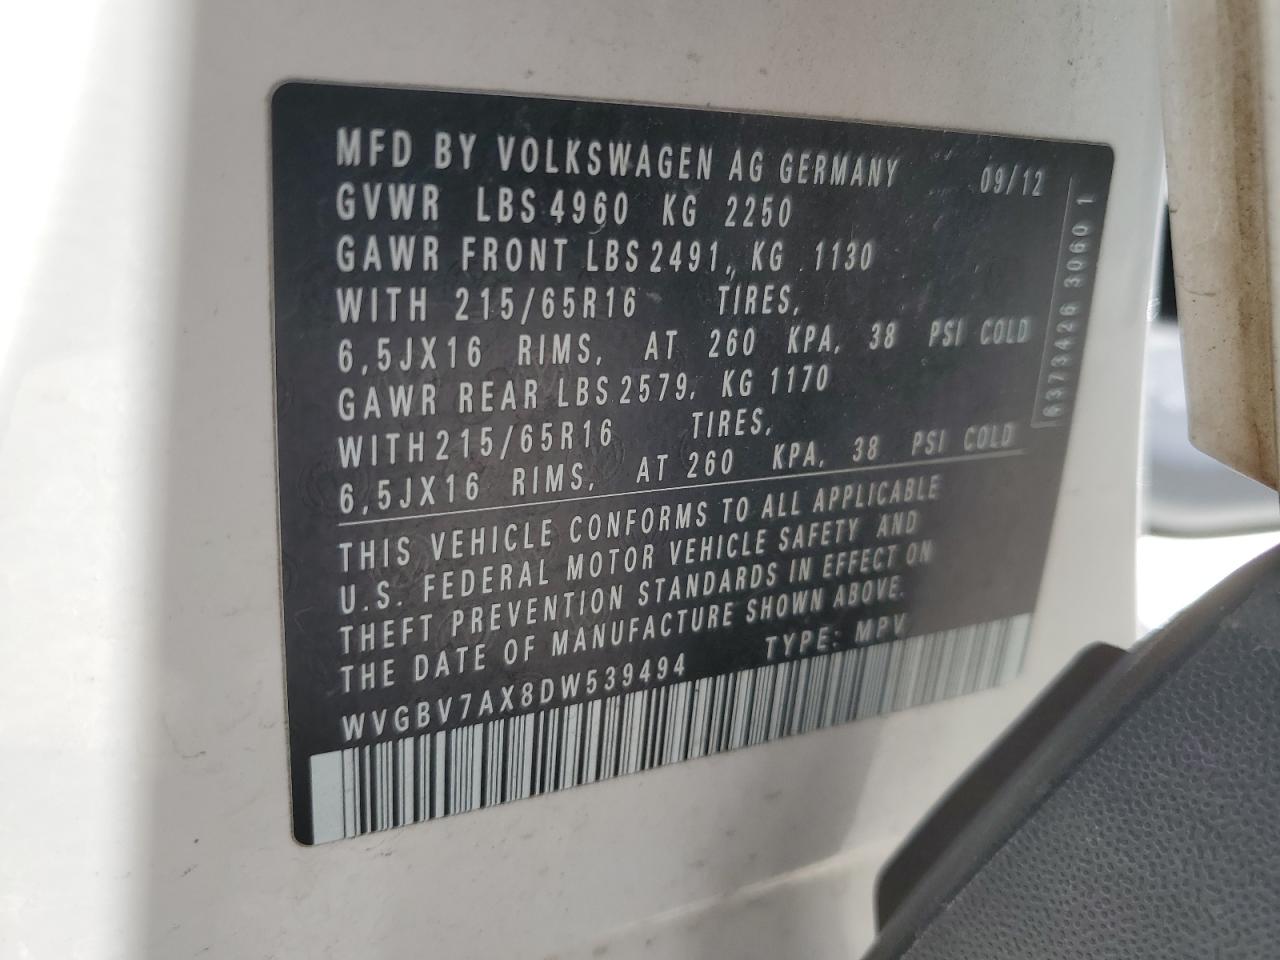 MFD BY VOLKSWAGEN AG GERMANY 09/12
GVWR LBS 4960 KG 2250
GAWR FRONT LBS 2491, KG 1130
WITH 215/65R16 TIRES,
6,5JX16 RIMS, AT 260 KPA, 38 PSI COLD
GAWR REAR LBS 2579, KG 1170
WITH 215/65R16 TIRES,
6,5JX16 RIMS, AT 260 KPA, 38 PSI COLD
THIS VEHICLE CONFORMS TO ALL APPLICABLE
U.S. FEDERAL MOTOR VEHICLE SAFETY AND
THEFT PREVENTION STANDARDS IN EFFECT ON
THE DATE OF MANUFACTURE SHOWN ABOVE.
WVGBV7AX8DW539494 TYPE: MPV
6373426 3060 1